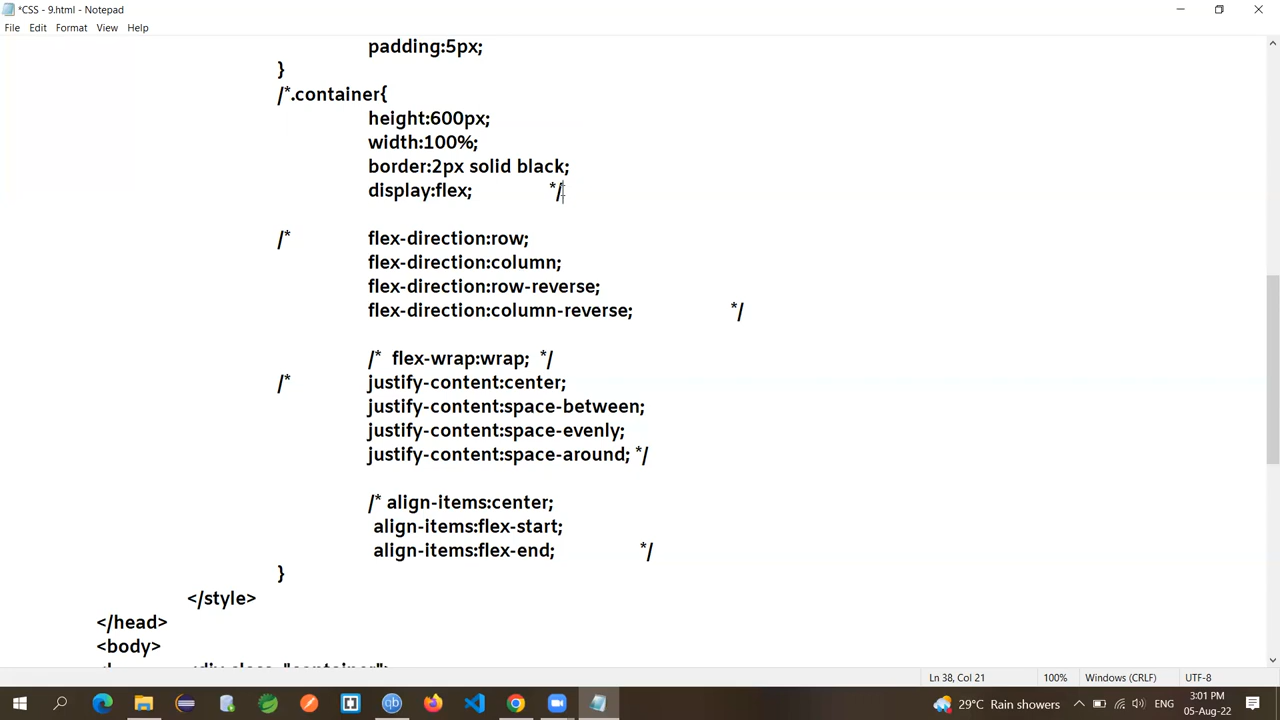 *CSS - 9.html - Notepad
File Edit Format View Help
padding:5px;
}
/*.container{
height:600px;
width:100%;
border:2px solid black;
display:flex; */
/* flex-direction:row;
flex-direction:column;
flex-direction:row-reverse;
flex-direction:column-reverse; */
/* flex-wrap:wrap; */
/* justify-content:center;
justify-content:space-between;
justify-content:space-evenly;
justify-content:space-around; */
/* align-items:center;
align-items:flex-start;
align-items:flex-end; */
}
</style>
</head>
<body>
Ln 38, Col 21 100% Windows (CRLF) UTF-8
29°C Rain showers
3:01 PM
05-Aug-22